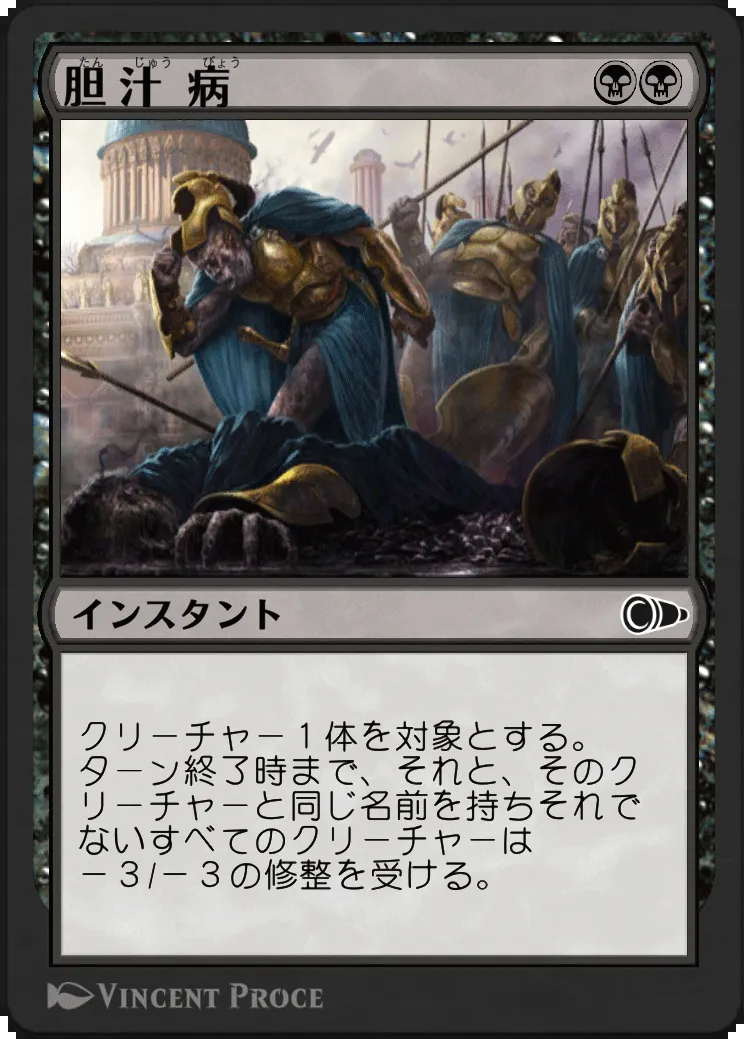 たん じゅう びょう
胆汁病
インスタント
クリーチャー１体を対象とする。
ターン終了時まで、それと、そのク
リーチャーと同じ名前を持ちそれで
ないすべてのクリーチャーは
－３/－３の修整を受ける。
VINCENT PROCE